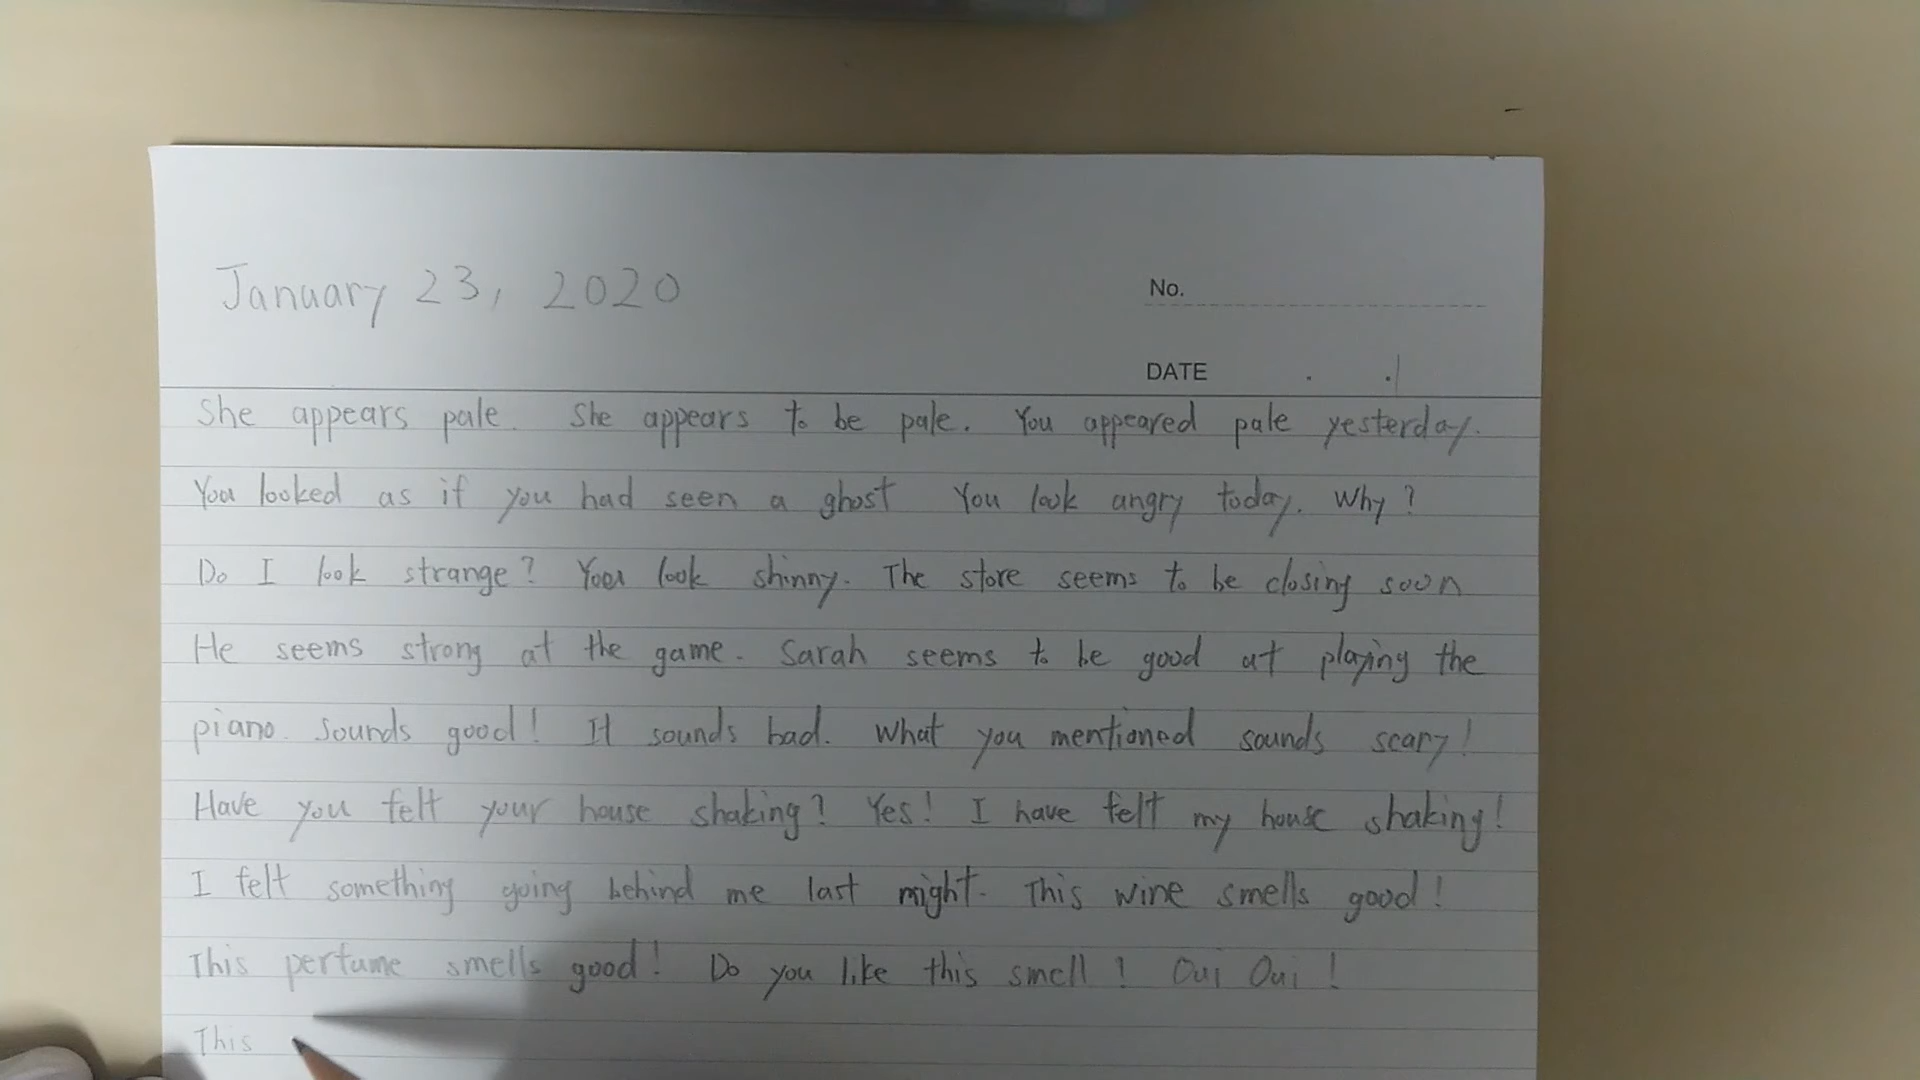 January 23, 2020
No.
DATE . .
She appears pale. She appears to be pale. You appeared pale yesterday.
You looked as if you had seen a ghost You look angry today. Why?
Do I look strange? You look shinny. The store seems to be closing soon
He seems strong at the game. Sarah seems to be good at playing the
piano. Sounds good! It sounds bad. What you mentioned sounds scary!
Have you felt your house shaking? Yes! I have felt my house shaking!
I felt something going behind me last might. This wine smells good!
This perfume smells good! Do you like this smell? Oui Oui!
This